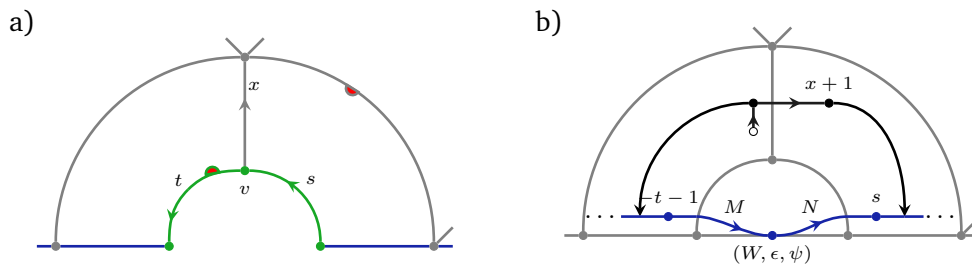 a)
x
t
v
s
b)
x + 1
−t − 1
M
N
s
· · ·
· · ·
(W, ϵ, ψ)